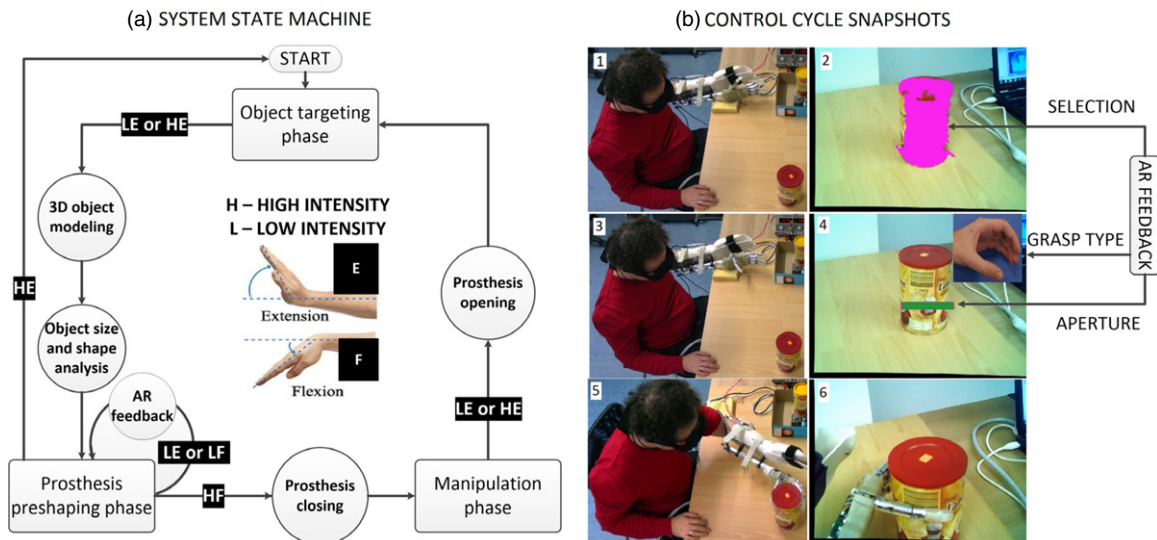 (a) SYSTEM STATE MACHINE
START
Object targeting
phase
LE or HE
3D object
modeling
H – HIGH INTENSITY
L – LOW INTENSITY
E
Extension
F
Flexion
HE
Object size
and shape
analysis
AR
feedback
LE or LF
Prosthesis
preshaping phase
HF
Prosthesis
closing
Manipulation
phase
LE or HE
Prosthesis
opening
(b) CONTROL CYCLE SNAPSHOTS
1
2
3
4
5
6
SELECTION
AR FEEDBACK
GRASP TYPE
APERTURE